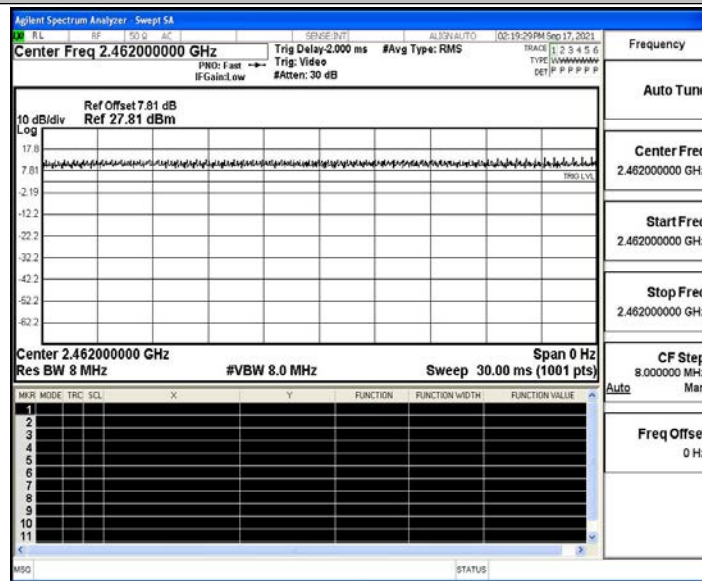 Agilent Spectrum Analyzer - Swept SA
RL RF 50 Ω AC SENSE:INT ALIGN AUTO 02:19:29 PM Sep 17, 2021
Center Freq 2.462000000 GHz
PNO: Fast
IFGain:Low
Trig Delay-2.000 ms
Trig: Video
#Atten: 30 dB
#Avg Type: RMS
TRACE 1 2 3 4 5 6
TYPE WWWWWW
DET P P P P P P
Ref Offset 7.81 dB
10 dB/div Ref 27.81 dBm
Log
17.8
7.81
TRIG LVL
-2.19
-12.2
-22.2
-32.2
-42.2
-52.2
-62.2
Center 2.462000000 GHz Span 0 Hz
Res BW 8 MHz #VBW 8.0 MHz Sweep 30.00 ms (1001 pts)
MKR MODE TRC SCL X Y FUNCTION FUNCTION WIDTH FUNCTION VALUE
1
2
3
4
5
6
7
8
9
10
11
MSG STATUS
Frequency
Auto Tune
Center Freq
2.462000000 GHz
Start Freq
2.462000000 GHz
Stop Freq
2.462000000 GHz
CF Step
8.000000 MHz
Auto Man
Freq Offset
0 Hz